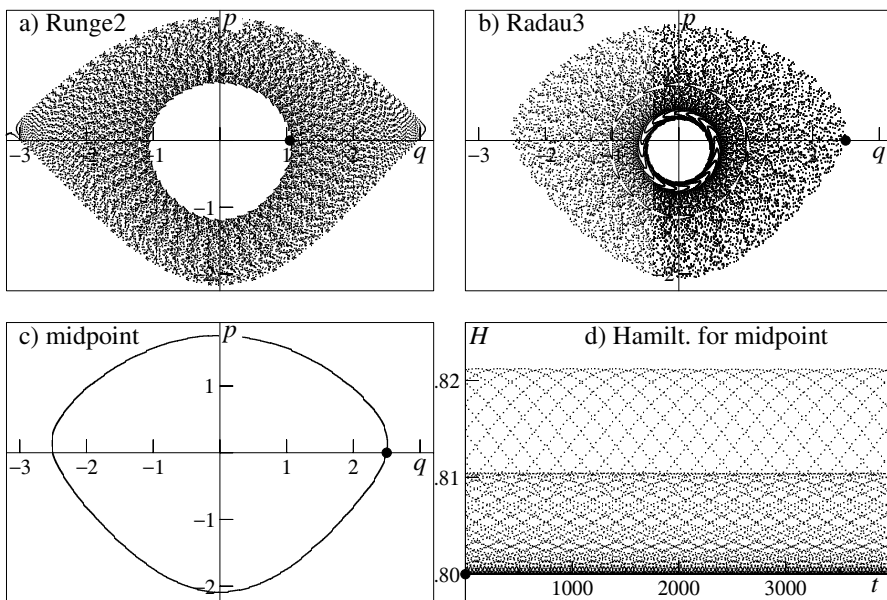 a) Runge2
p
−3 −1 1 2 q
−1
b) Radau3
p
−3 q
−2
c) midpoint
p
1
−3 −2 −1 1 2 q
−1
−2
H
d) Hamilt. for midpoint
.82
.81
.80
1000 2000 3000 t